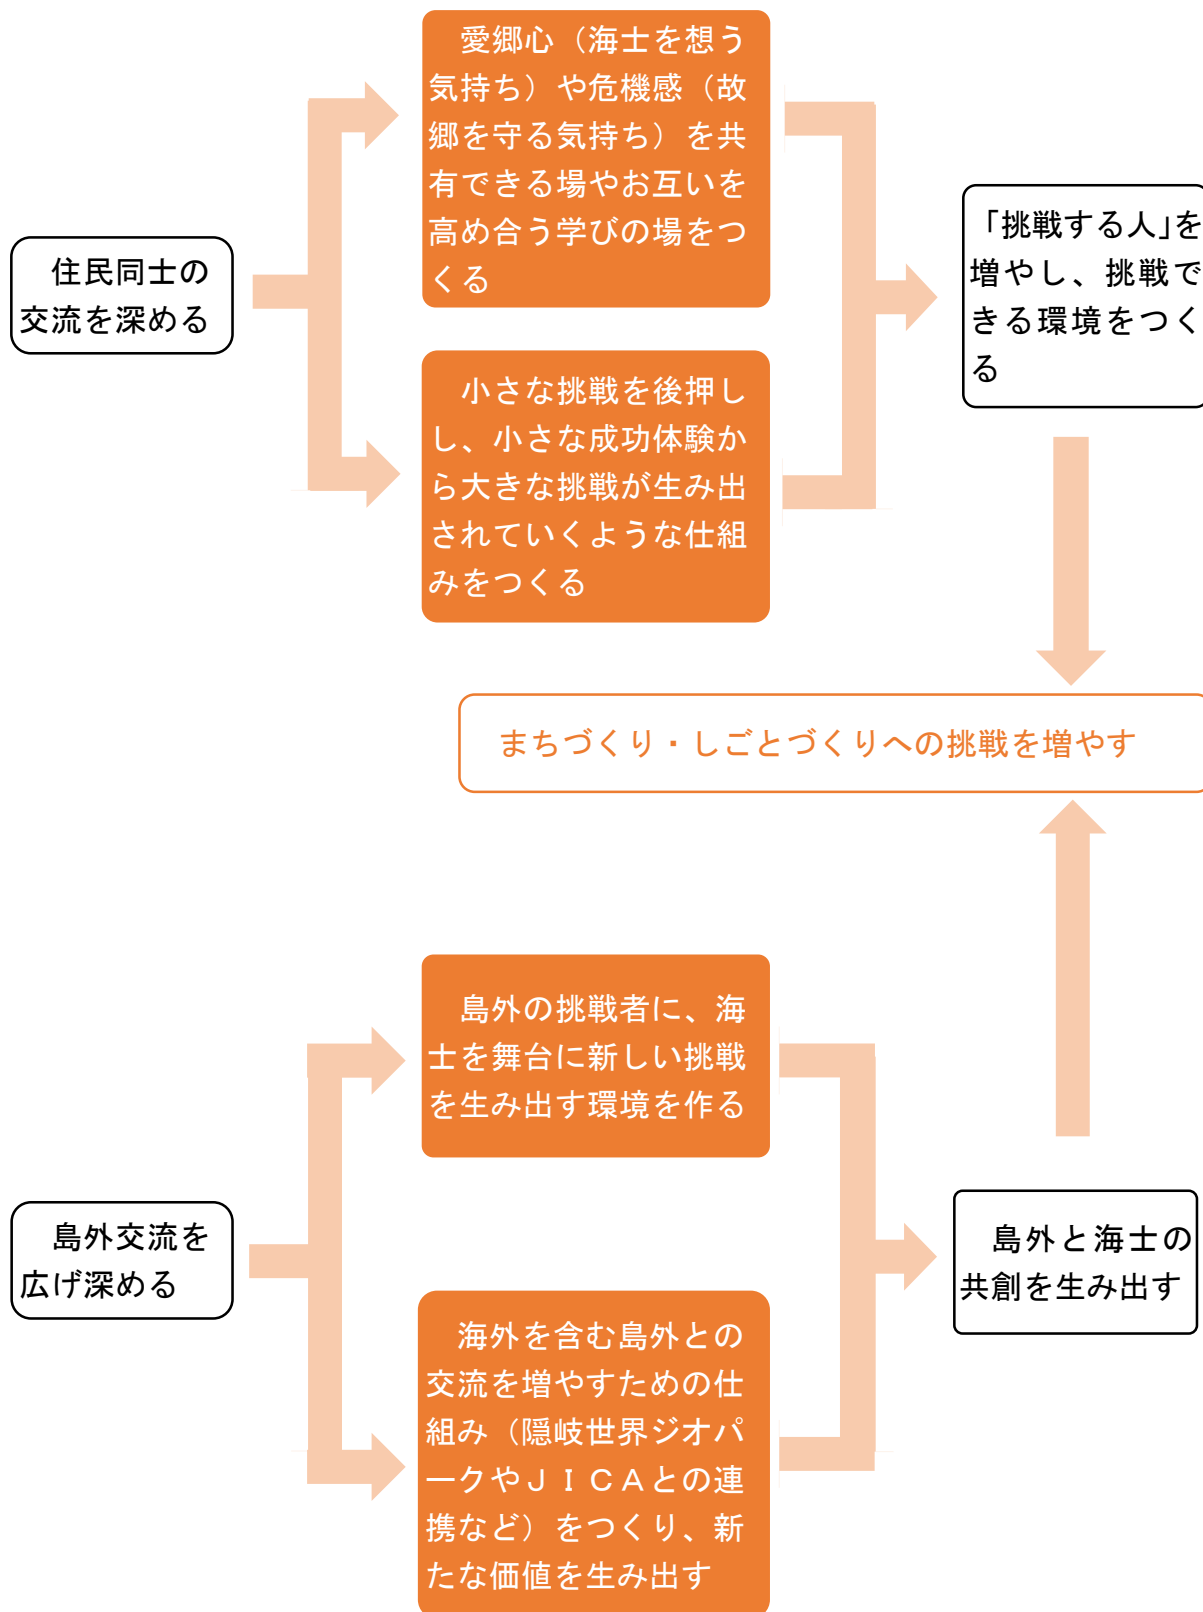 愛郷心（海士を想う
気持ち）や危機感（故
郷を守る気持ち）を共
有できる場やお互いを
高め合う学びの場をつ
くる
住民同士の
交流を深める
「挑戦する人」を
増やし、挑戦で
きる環境をつく
る
小さな挑戦を後押し
し、小さな成功体験か
ら大きな挑戦が生み出
されていくような仕組
みをつくる
まちづくり・しごとづくりへの挑戦を増やす
島外の挑戦者に、海
士を舞台に新しい挑戦
を生み出す環境を作る
島外交流を
広げ深める
島外と海士の
共創を生み出す
海外を含む島外との
交流を増やすための仕
組み（隠岐世界ジオパ
ークやＪＩＣＡとの連
携など）をつくり、新
たな価値を生み出す